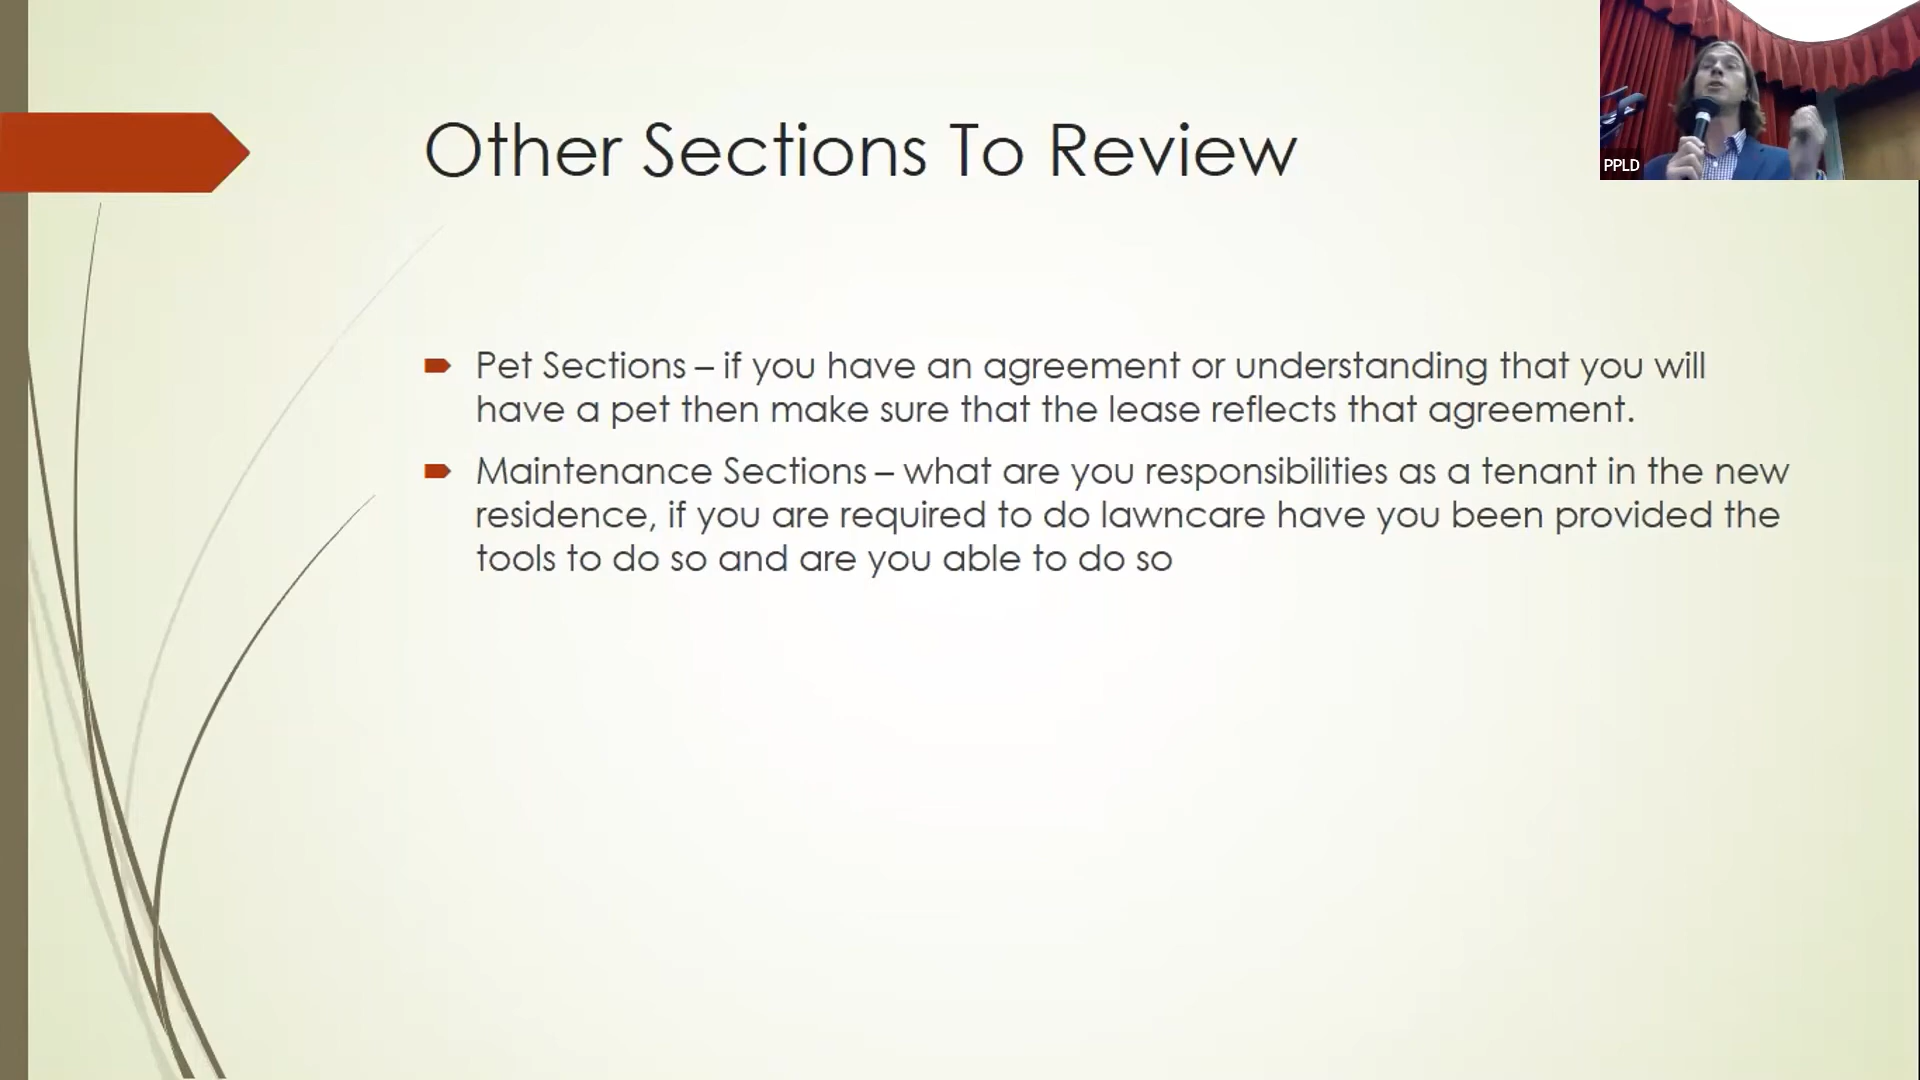 Other Sections To Review
PPLD
Pet Sections – if you have an agreement or understanding that you will
have a pet then make sure that the lease reflects that agreement.
Maintenance Sections – what are you responsibilities as a tenant in the new
residence, if you are required to do lawncare have you been provided the
tools to do so and are you able to do so